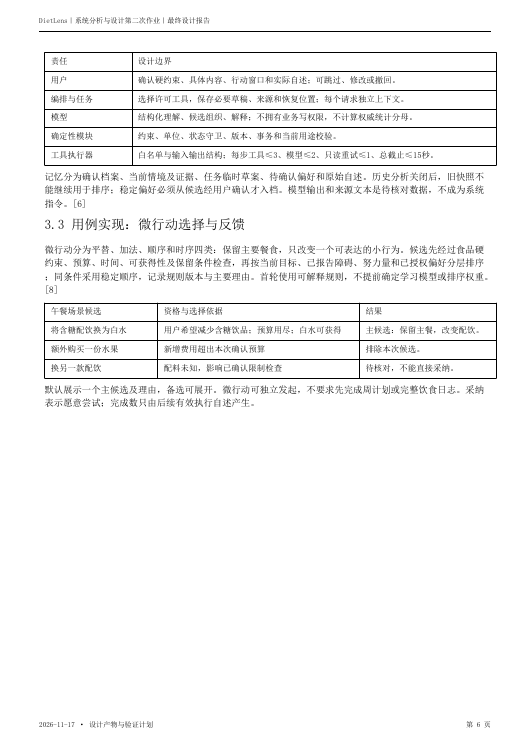 DietLens｜系统分析与设计第二次作业｜最终设计报告
责任 设计边界
用户 确认硬约束、具体内容、行动窗口和实际自述；可跳过、修改或撤回。
编排与任务 选择许可工具，保存必要草稿、来源和恢复位置；每个请求独立上下文。
模型 结构化理解、候选组织、解释；不拥有业务写权限，不计算权威统计分母。
确定性模块 约束、单位、状态守卫、版本、事务和当前用途校验。
工具执行器 白名单与输入输出结构；每步工具≤3、模型≤2、只读重试≤1、总截止≤15秒。
记忆分为确认档案、当前情境及证据、任务临时草案、待确认偏好和原始自述。历史分析关闭后，旧快照不
能继续用于排序；稳定偏好必须从候选经用户确认才入档。模型输出和来源文本是待核对数据，不成为系统
指令。[6]
3.3 用例实现：微行动选择与反馈
微行动分为平替、加法、顺序和时序四类；保留主要餐食，只改变一个可表达的小行为。候选先经过食品硬
约束、预算、时间、可获得性及保留条件检查，再按当前目标、已报告障碍、努力量和已授权偏好分层排序
；同条件采用稳定顺序，记录规则版本与主要理由。首轮使用可解释规则，不提前确定学习模型或排序权重。
[8]
午餐场景候选 资格与选择依据 结果
将含糖配饮换为白水 用户希望减少含糖饮品；预算用尽；白水可获得 主候选；保留主餐，改变配饮。
额外购买一份水果 新增费用超出本次确认预算 排除本次候选。
换另一款配饮 配料未知，影响已确认限制检查 待核对，不能直接采纳。
默认展示一个主候选及理由，备选可展开。微行动可独立发起，不要求先完成周计划或完整饮食日志。采纳
表示愿意尝试；完成数只由后续有效执行自述产生。
2026-11-17 • 设计产物与验证计划 第 6 页